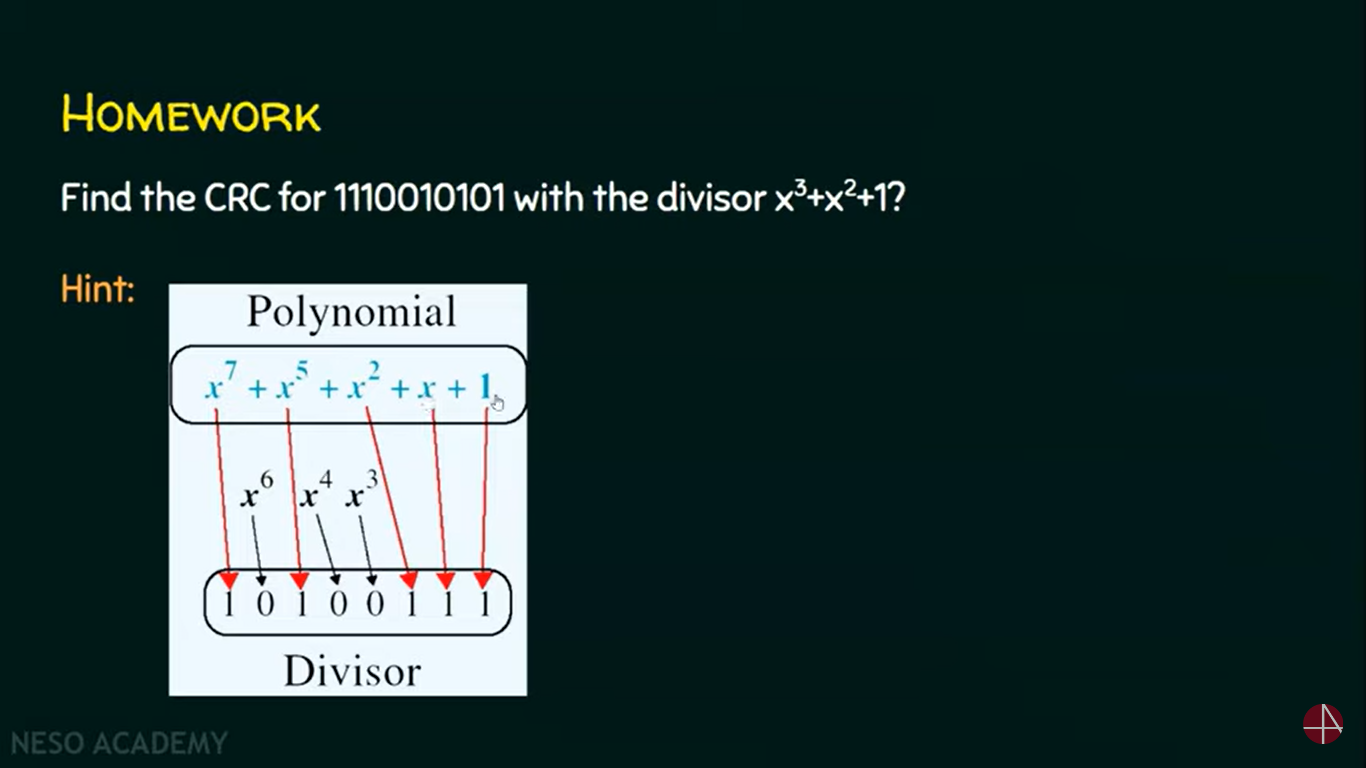 HOMEWORK
Find the CRC for 1110010101 with the divisor x³+x²+1?
Hint:
Polynomial
x⁷ + x⁵ + x² + x + 1
x⁶ x⁴ x³
1 0 1 0 0 1 1 1
Divisor
NESO ACADEMY